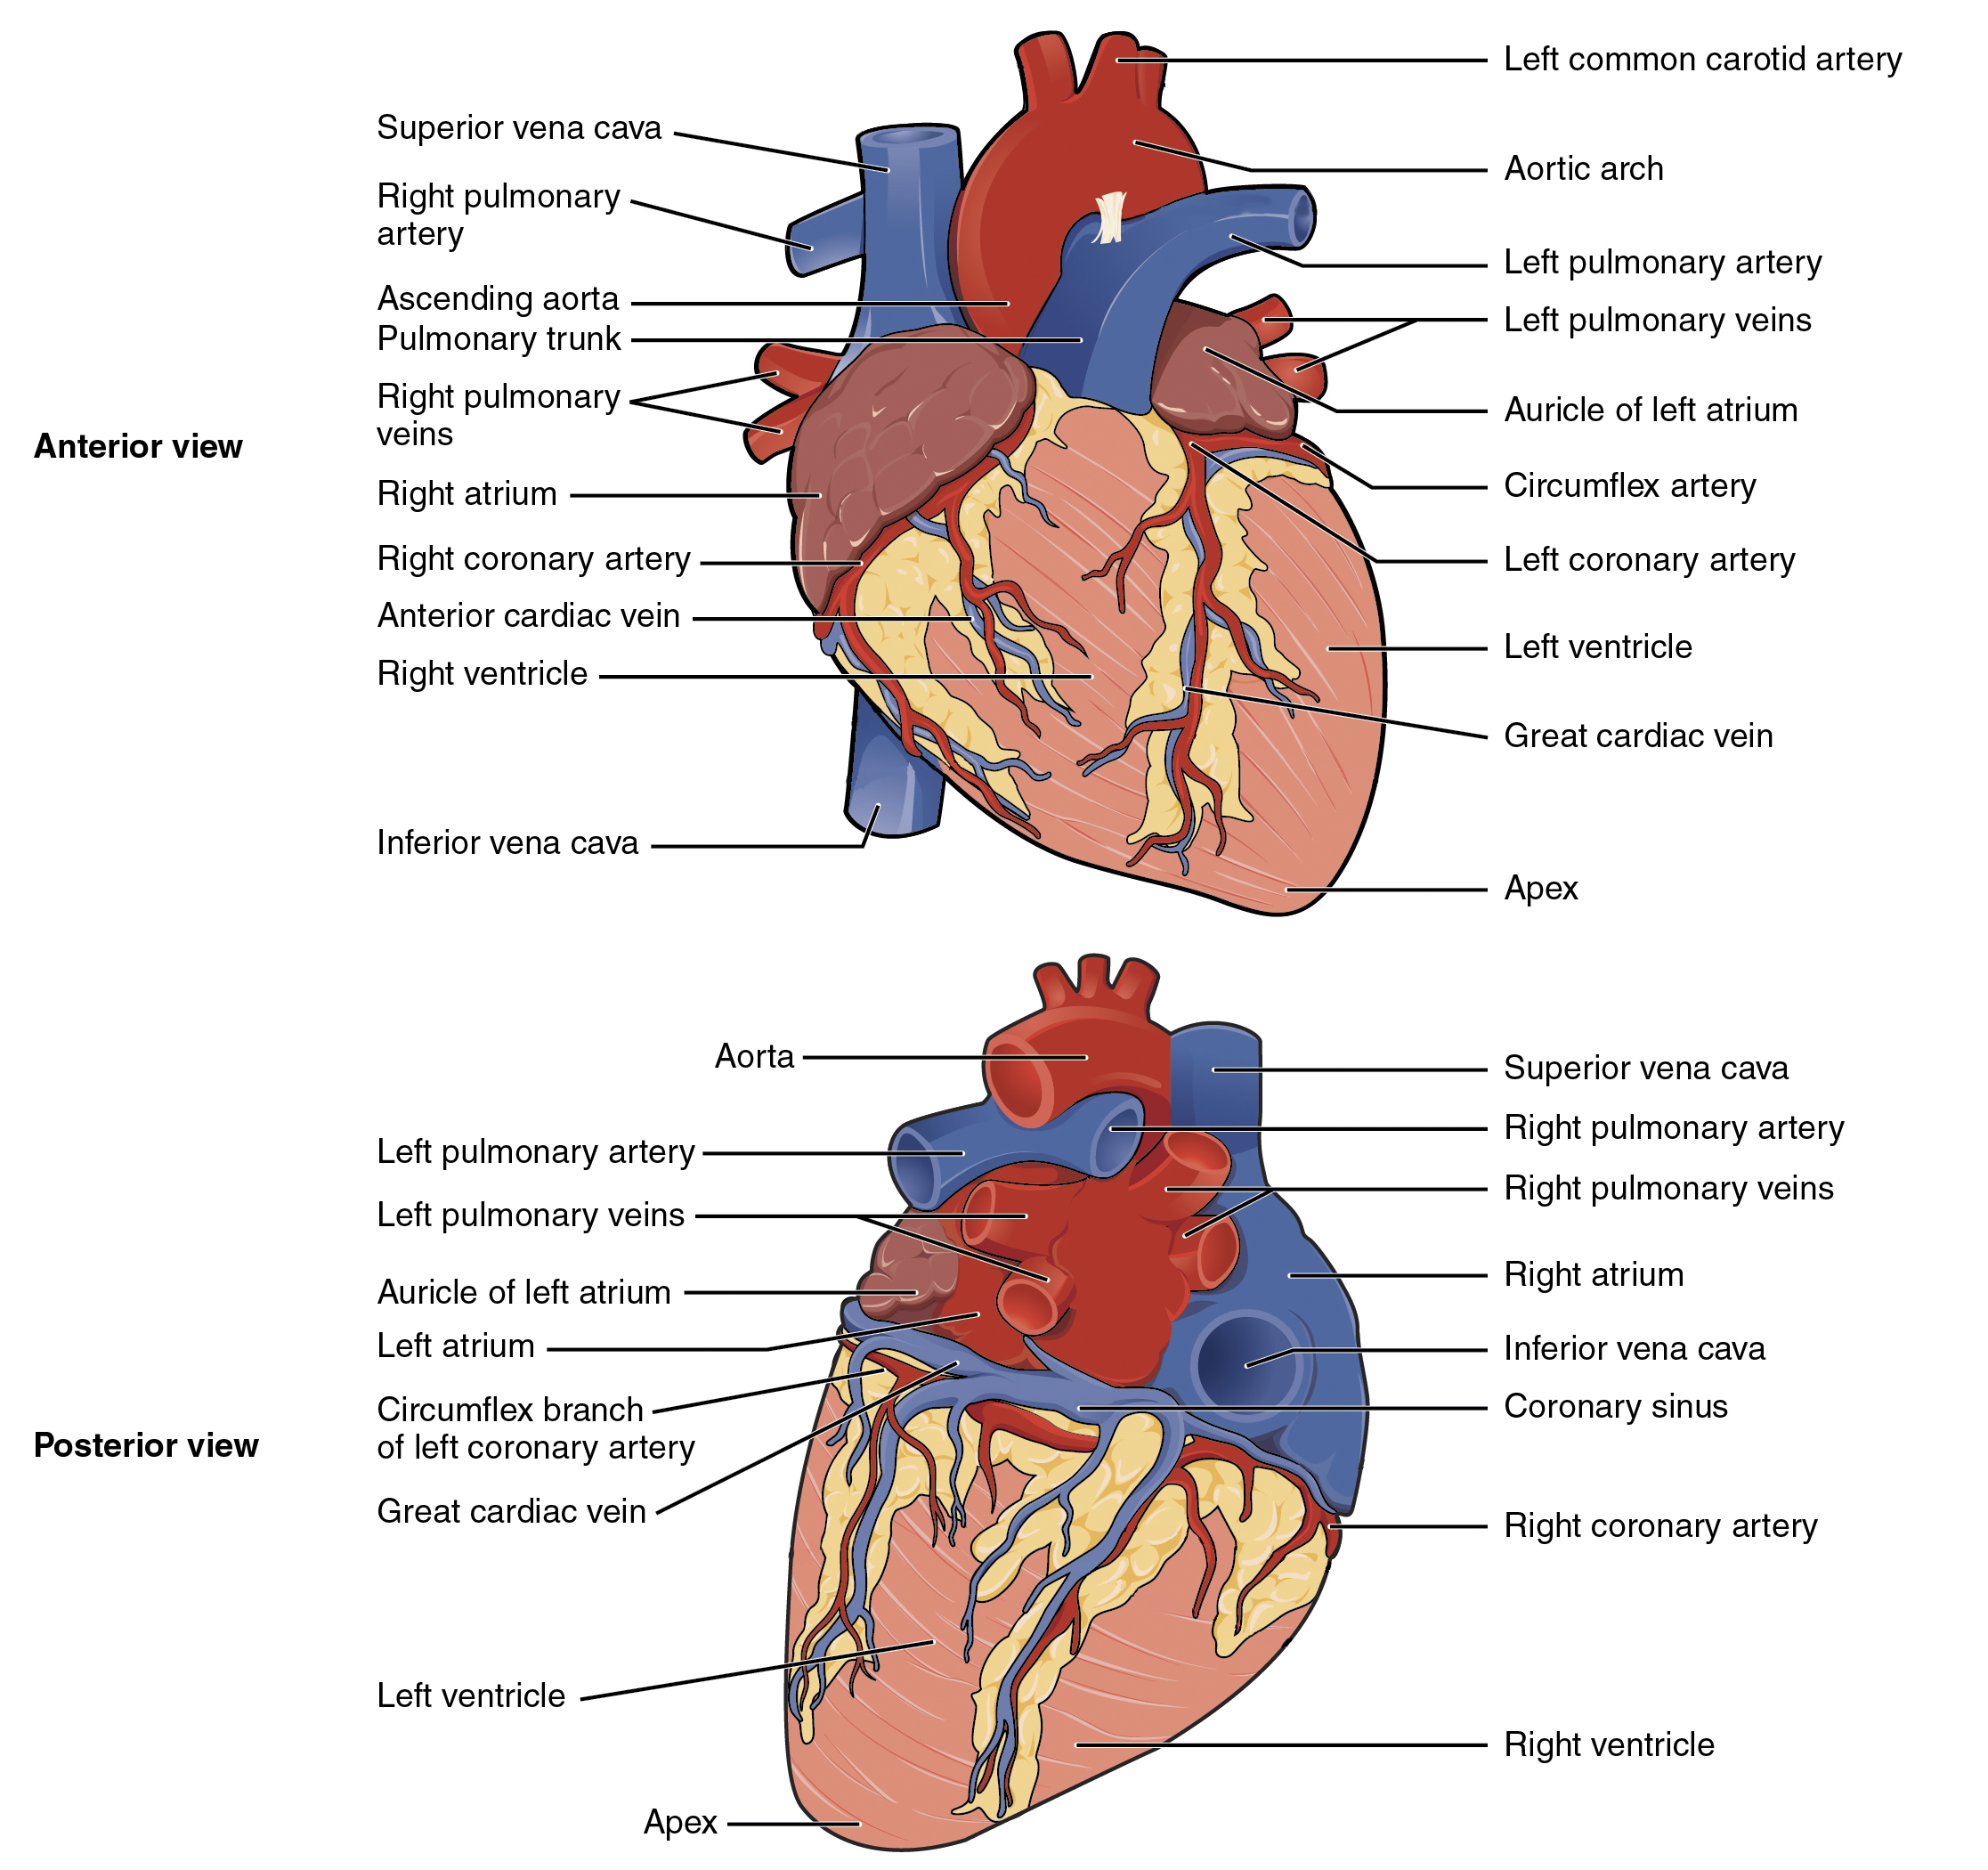 Anterior view
Superior vena cava
Right pulmonary
artery
Ascending aorta
Pulmonary trunk
Right pulmonary
veins
Right atrium
Right coronary artery
Anterior cardiac vein
Right ventricle
Inferior vena cava
Left common carotid artery
Aortic arch
Left pulmonary artery
Left pulmonary veins
Auricle of left atrium
Circumflex artery
Left coronary artery
Left ventricle
Great cardiac vein
Apex
Posterior view
Aorta
Left pulmonary artery
Left pulmonary veins
Auricle of left atrium
Left atrium
Circumflex branch
of left coronary artery
Great cardiac vein
Left ventricle
Apex
Superior vena cava
Right pulmonary artery
Right pulmonary veins
Right atrium
Inferior vena cava
Coronary sinus
Right coronary artery
Right ventricle